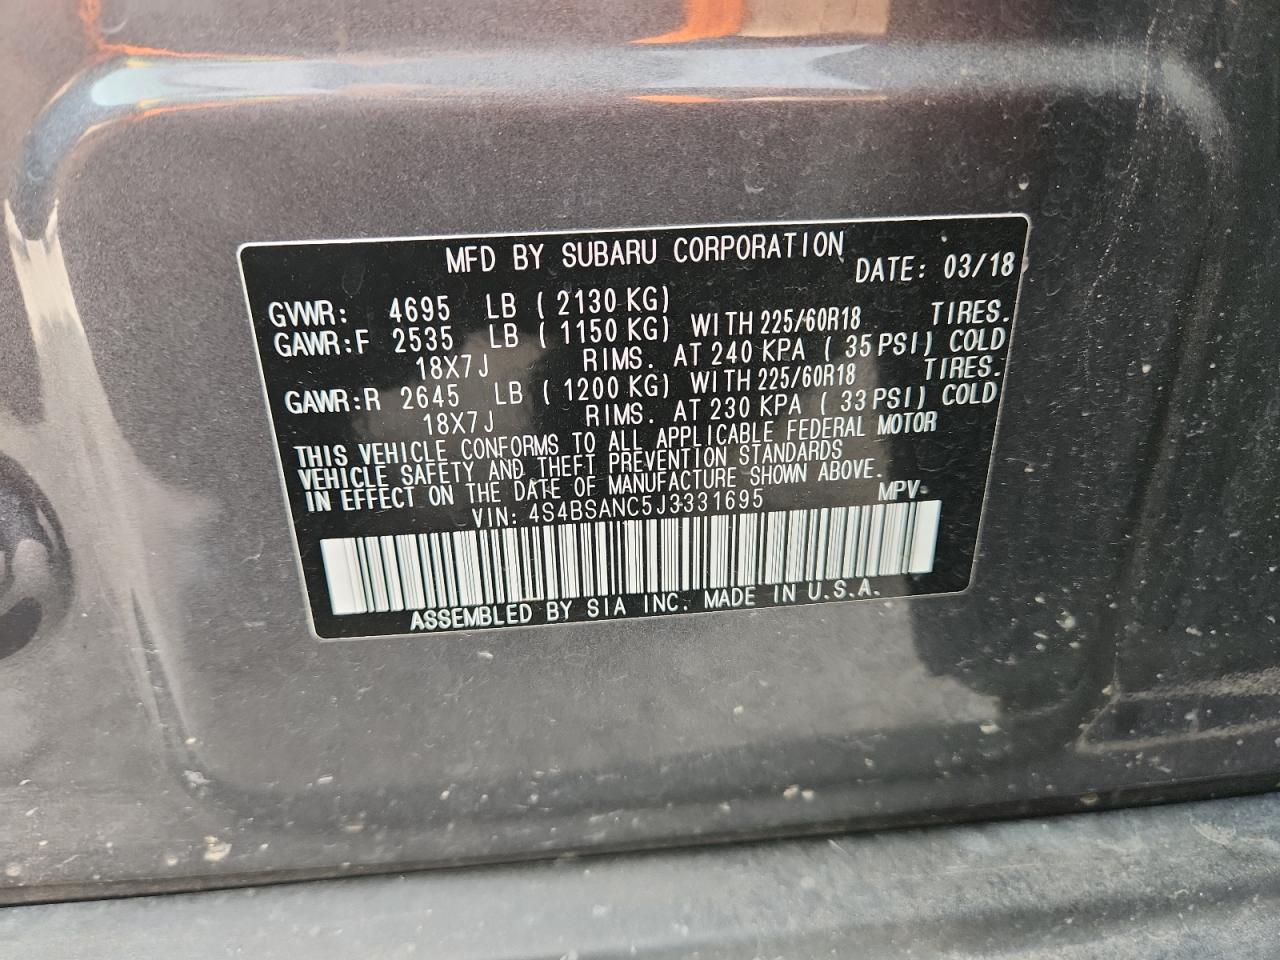 MFD BY SUBARU CORPORATION
DATE: 03/18
GVWR: 4695 LB ( 2130 KG)
GAWR:F 2535 LB ( 1150 KG) WITH 225/60R18 TIRES.
18X7J RIMS. AT 240 KPA ( 35 PSI) COLD
GAWR:R 2645 LB ( 1200 KG) WITH 225/60R18 TIRES.
18X7J RIMS. AT 230 KPA ( 33 PSI) COLD
THIS VEHICLE CONFORMS TO ALL APPLICABLE FEDERAL MOTOR
VEHICLE SAFETY AND THEFT PREVENTION STANDARDS
IN EFFECT ON THE DATE OF MANUFACTURE SHOWN ABOVE.
VIN: 4S4BSANC5J3331695 MPV
ASSEMBLED BY SIA INC. MADE IN U.S.A.